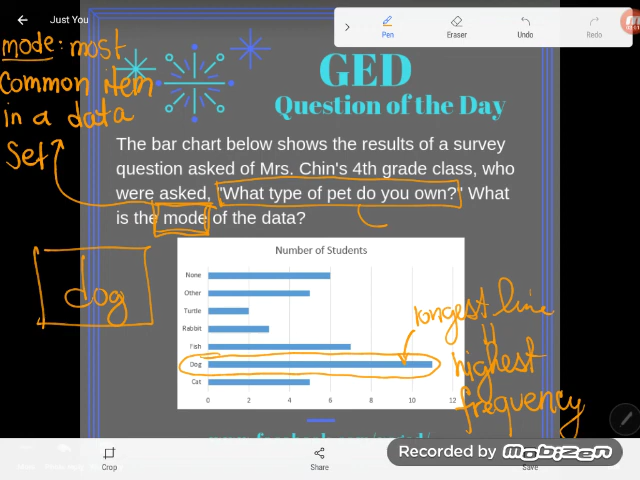 Just You
Pen
Eraser
Undo
Redo
mode: most
common item
in a data
set
GED
Question of the Day
The bar chart below shows the results of a survey
question asked of Mrs. Chin's 4th grade class, who
were asked, "What type of pet do you own?" What
is the mode of the data?
dog
Number of Students
None
Other
Turtle
Rabbit
Fish
Dog
Cat
0 2 4 6 8 10 12
longest line
highest
frequency
Crop
Share
Save
Recorded by mobizen